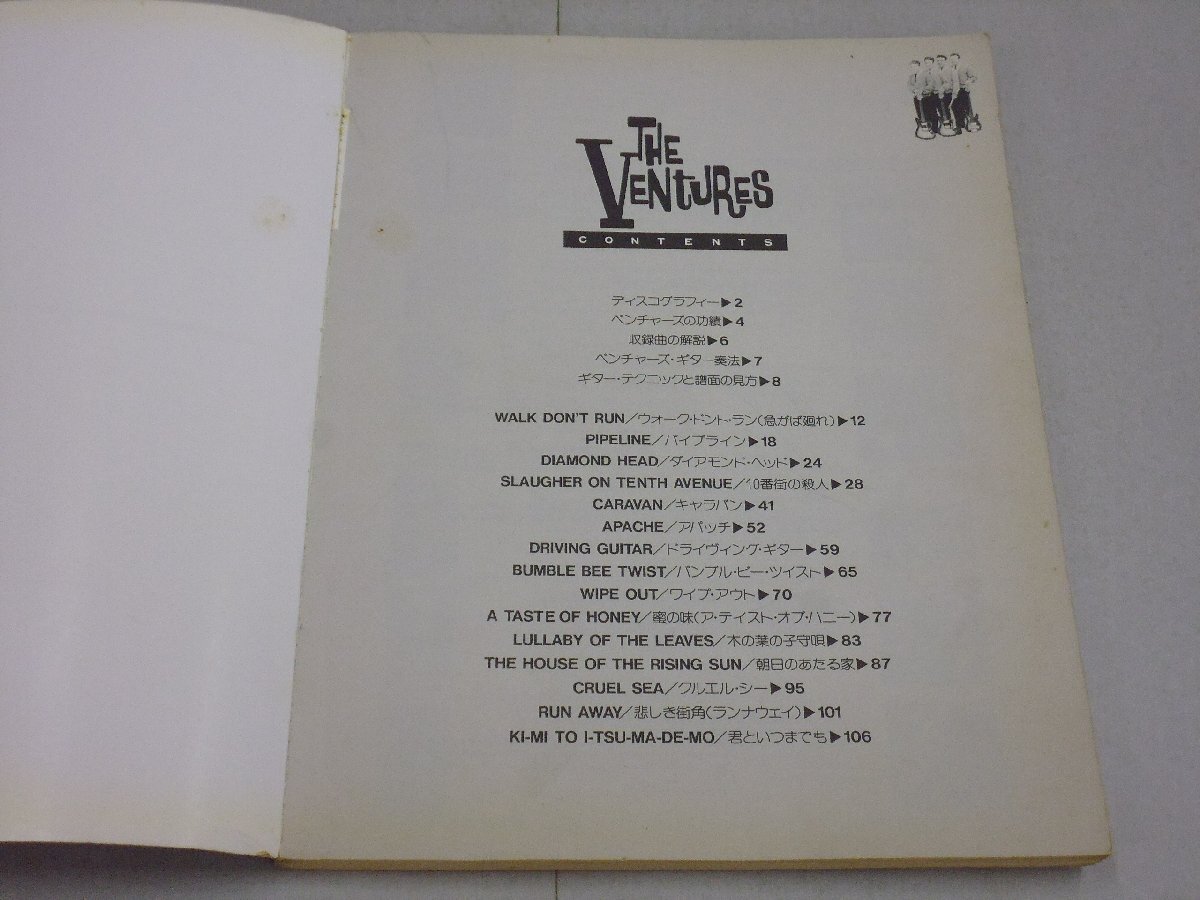 THE
VENTURES
CONTENTS
ディスコグラフィー▶2
ベンチャーズの功績▶4
収録曲の解説▶6
ベンチャーズ・ギター奏法▶7
ギター・テクニックと譜面の見方▶8
WALK DON'T RUN/ウォーク・ドント・ラン(急がば廻れ)▶12
PIPELINE/パイプライン▶18
DIAMOND HEAD/ダイアモンド・ヘッド▶24
SLAUGHER ON TENTH AVENUE/10番街の殺人▶28
CARAVAN/キャラバン▶41
APACHE/アパッチ▶52
DRIVING GUITAR/ドライヴィング・ギター▶59
BUMBLE BEE TWIST/バンブル・ビー・ツイスト▶65
WIPE OUT/ワイプ・アウト▶70
A TASTE OF HONEY/蜜の味(ア・テイスト・オブ・ハニー)▶77
LULLABY OF THE LEAVES/木の葉の子守唄▶83
THE HOUSE OF THE RISING SUN/朝日のあたる家▶87
CRUEL SEA/クルエル・シー▶95
RUN AWAY/悲しき街角(ランナウェイ)▶101
KI-MI TO I-TSU-MA-DE-MO/君といつまでも▶106